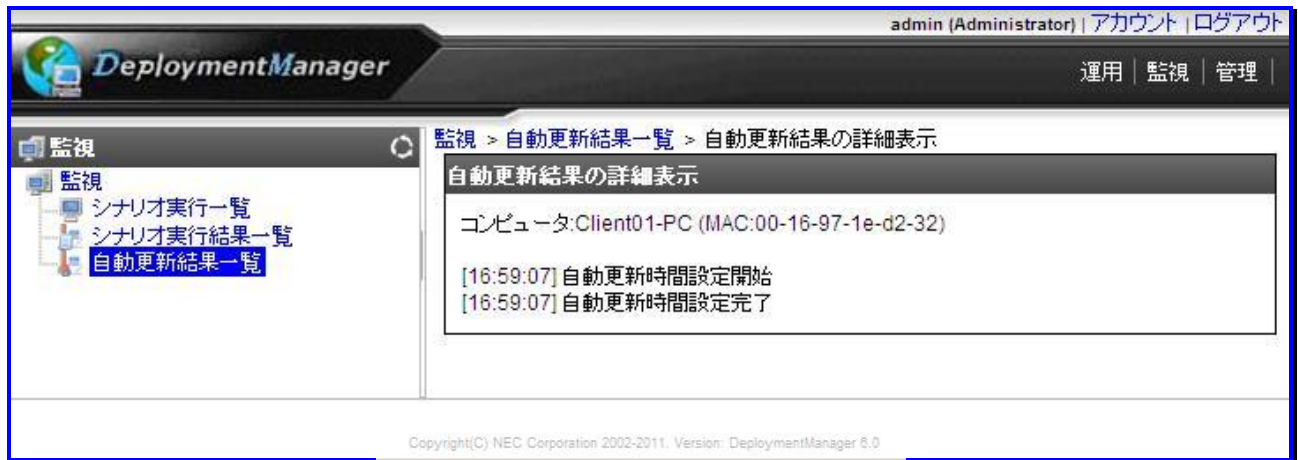 admin (Administrator) | アカウント | ログアウト
DeploymentManager
運用 | 監視 | 管理 |
監視
監視 > 自動更新結果一覧 > 自動更新結果の詳細表示
監視
シナリオ実行一覧
シナリオ実行結果一覧
自動更新結果一覧
自動更新結果の詳細表示
コンピュータ:Client01-PC (MAC:00-16-97-1e-d2-32)
[16:59:07] 自動更新時間設定開始
[16:59:07] 自動更新時間設定完了
Copyright(C) NEC Corporation 2002-2011. Version: DeploymentManager 6.0